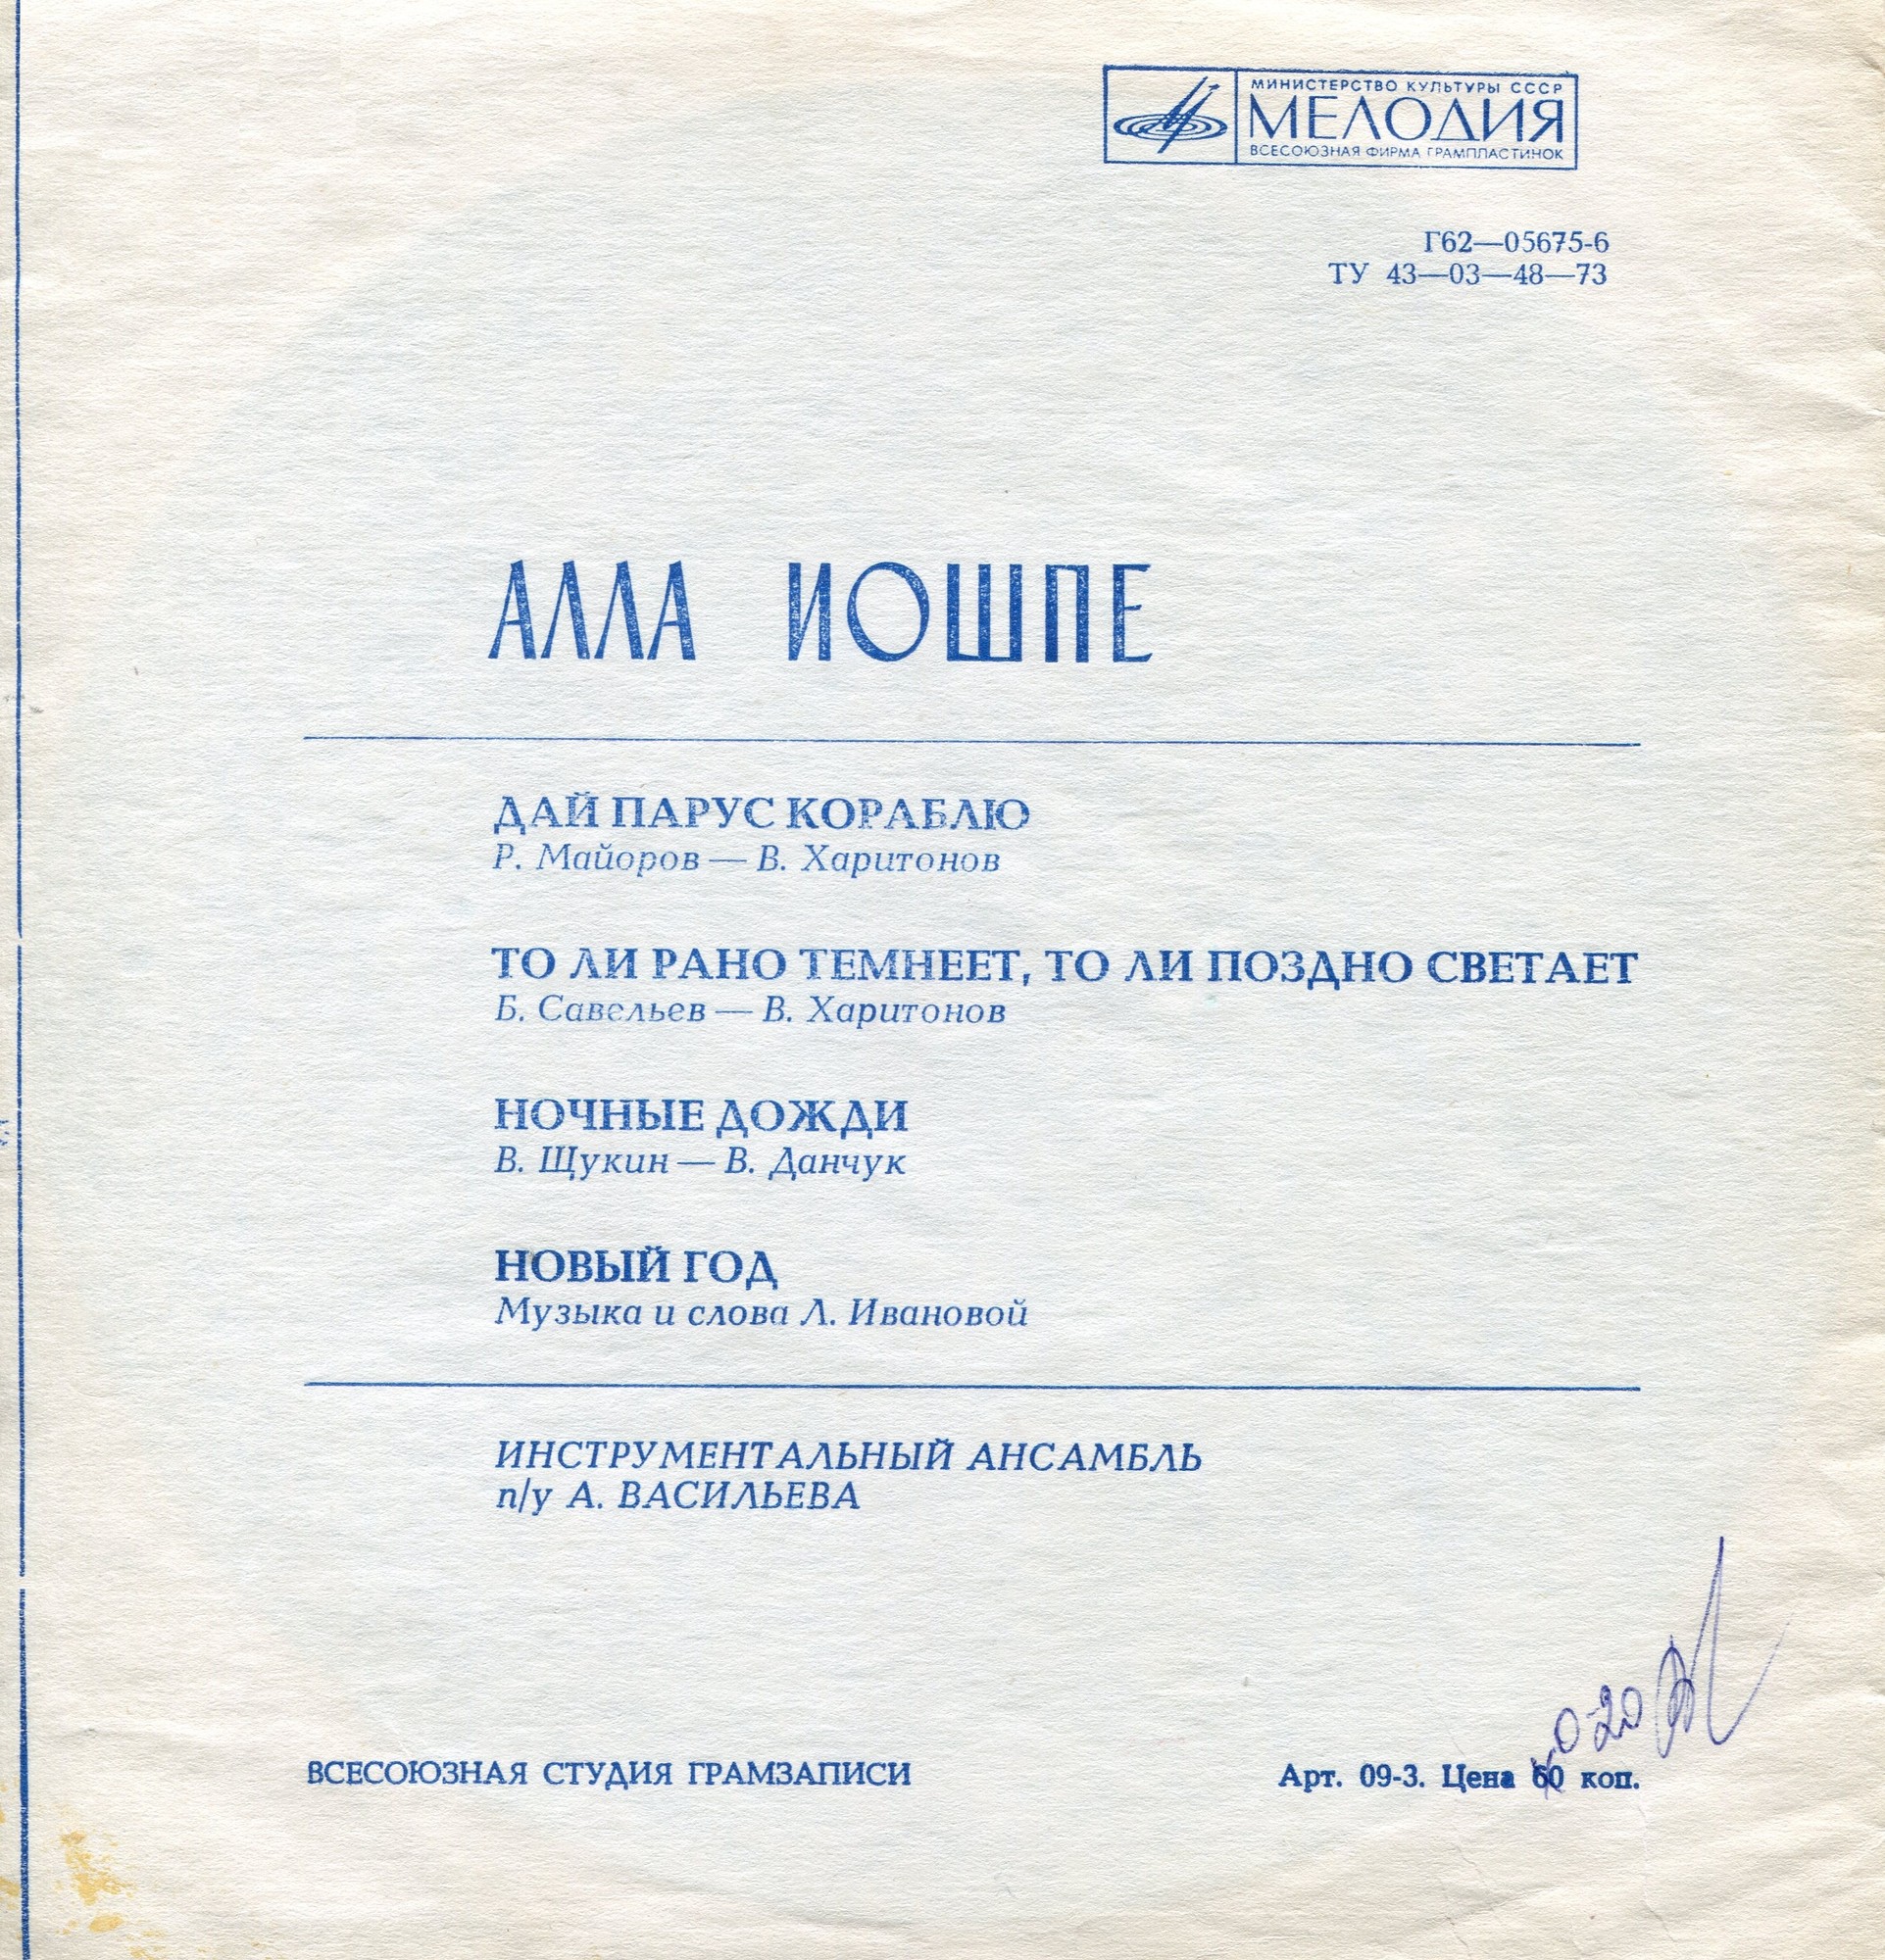 МИНИСТЕРСТВО КУЛЬТУРЫ СССР
МЕЛОДИЯ
ВСЕСОЮЗНАЯ ФИРМА ГРАМПЛАСТИНОК
Г62—05675-6
ТУ 43—03—48—73
АЛЛА ИОШПЕ
ДАЙ ПАРУС КОРАБЛЮ
Р. Майоров — В. Харитонов
ТО ЛИ РАНО ТЕМНЕЕТ, ТО ЛИ ПОЗДНО СВЕТАЕТ
Б. Савельев — В. Харитонов
НОЧНЫЕ ДОЖДИ
В. Щукин — В. Данчук
НОВЫЙ ГОД
Музыка и слова Л. Ивановой
ИНСТРУМЕНТАЛЬНЫЙ АНСАМБЛЬ
п/у А. ВАСИЛЬЕВА
0-20
ВСЕСОЮЗНАЯ СТУДИЯ ГРАМЗАПИСИ
Арт. 09-3. Цена 60 коп.